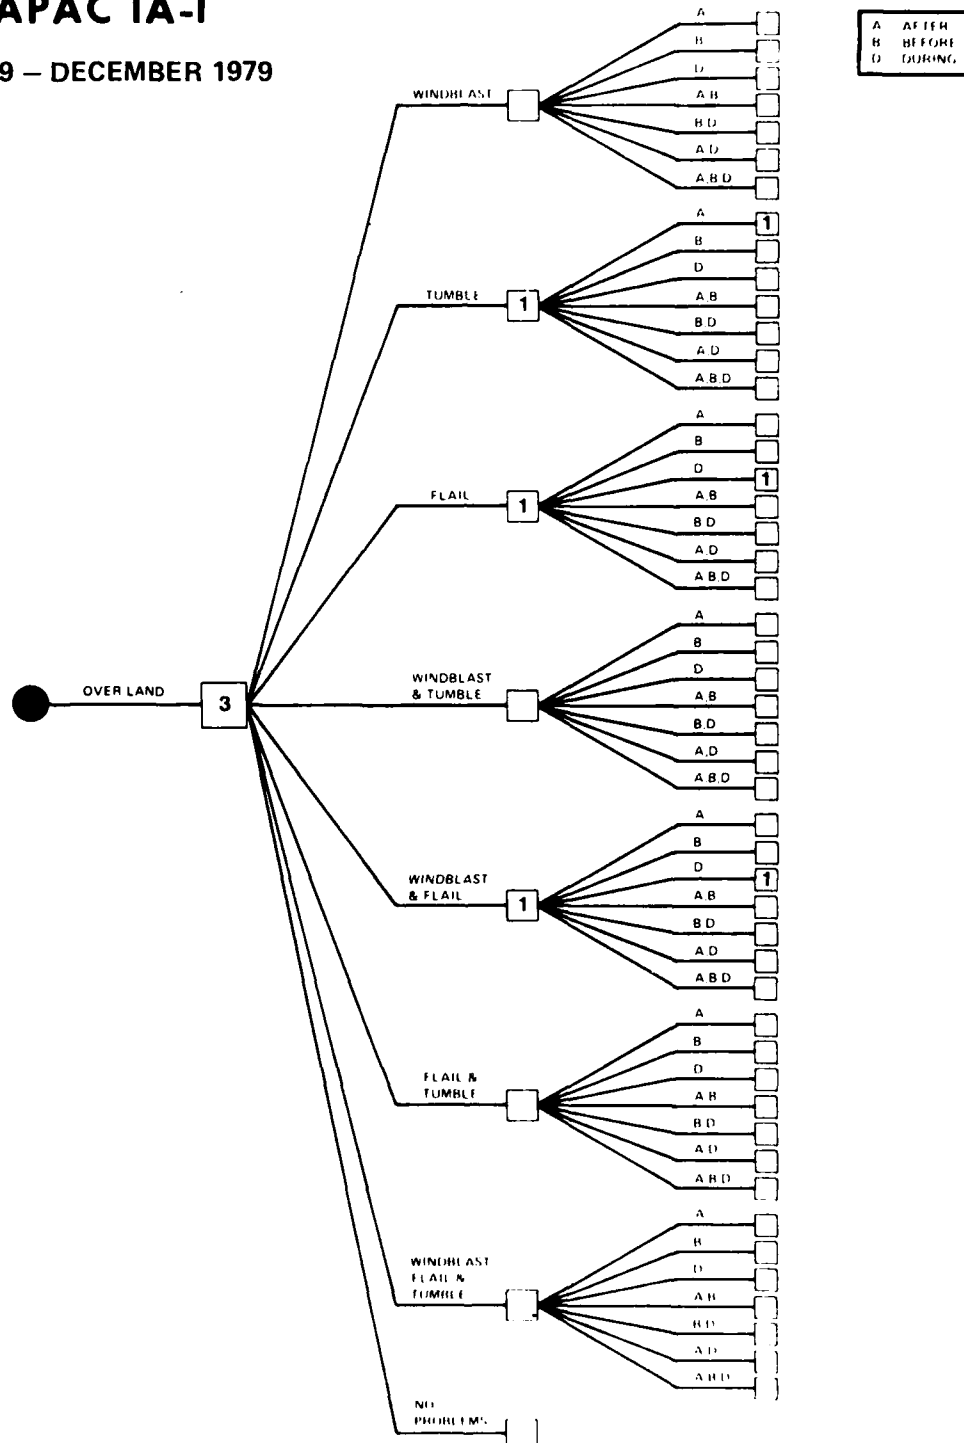 APAC IA-I
9 – DECEMBER 1979
A AFTER
B BEFORE
D DURING
WINDBLAST
A
B
D
A,B
B,D
A,D
A,B,D
TUMBLE
1
A
1
B
D
A,B
B,D
A,D
A,B,D
FLAIL
1
A
B
D
1
A,B
B,D
A,D
A,B,D
OVER LAND
3
WINDBLAST
& TUMBLE
A
B
D
A,B
B,D
A,D
A,B,D
WINDBLAST
& FLAIL
1
A
B
D
1
A,B
B,D
A,D
A,B,D
FLAIL &
TUMBLE
A
B
D
A,B
B,D
A,D
A,B,D
WINDBLAST
FLAIL &
TUMBLE
A
B
D
A,B
B,D
A,D
A,B,D
NO
PROBLEMS